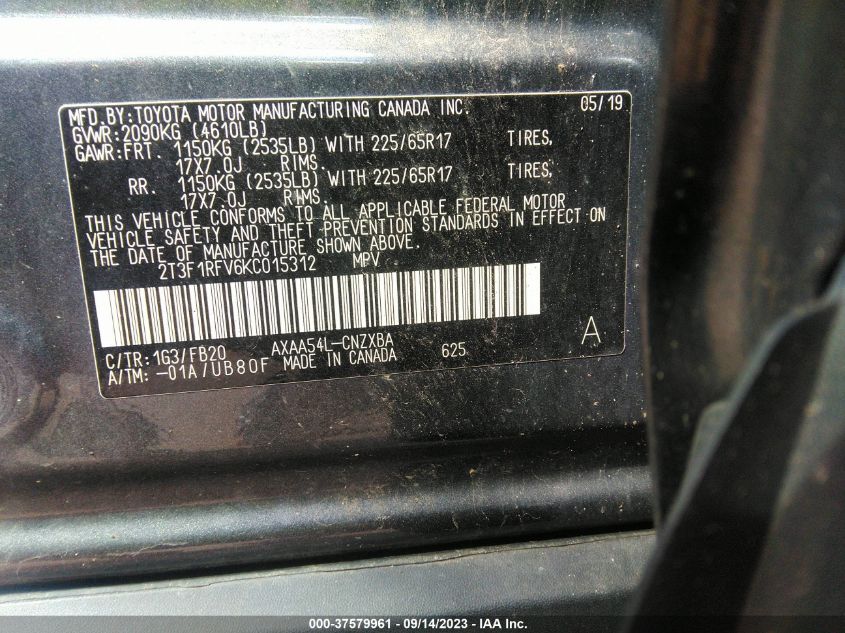 MFD.BY:TOYOTA MOTOR MANUFACTURING CANADA INC. 05/19
GVWR:2090KG (4610LB)
GAWR:FRT. 1150KG (2535LB) WITH 225/65R17 TIRES,
17X7.0J RIMS.
RR. 1150KG (2535LB) WITH 225/65R17 TIRES,
17X7.0J RIMS.
THIS VEHICLE CONFORMS TO ALL APPLICABLE FEDERAL MOTOR
VEHICLE SAFETY AND THEFT PREVENTION STANDARDS IN EFFECT ON
THE DATE OF MANUFACTURE SHOWN ABOVE.
2T3F1RFV6KC015312 MPV
C/TR: 1G3/FB20 AXAA54L-CNZXBA A
A/TM: -01A/UB80F MADE IN CANADA 625
000-37579961 - 09/14/2023 - IAA Inc.